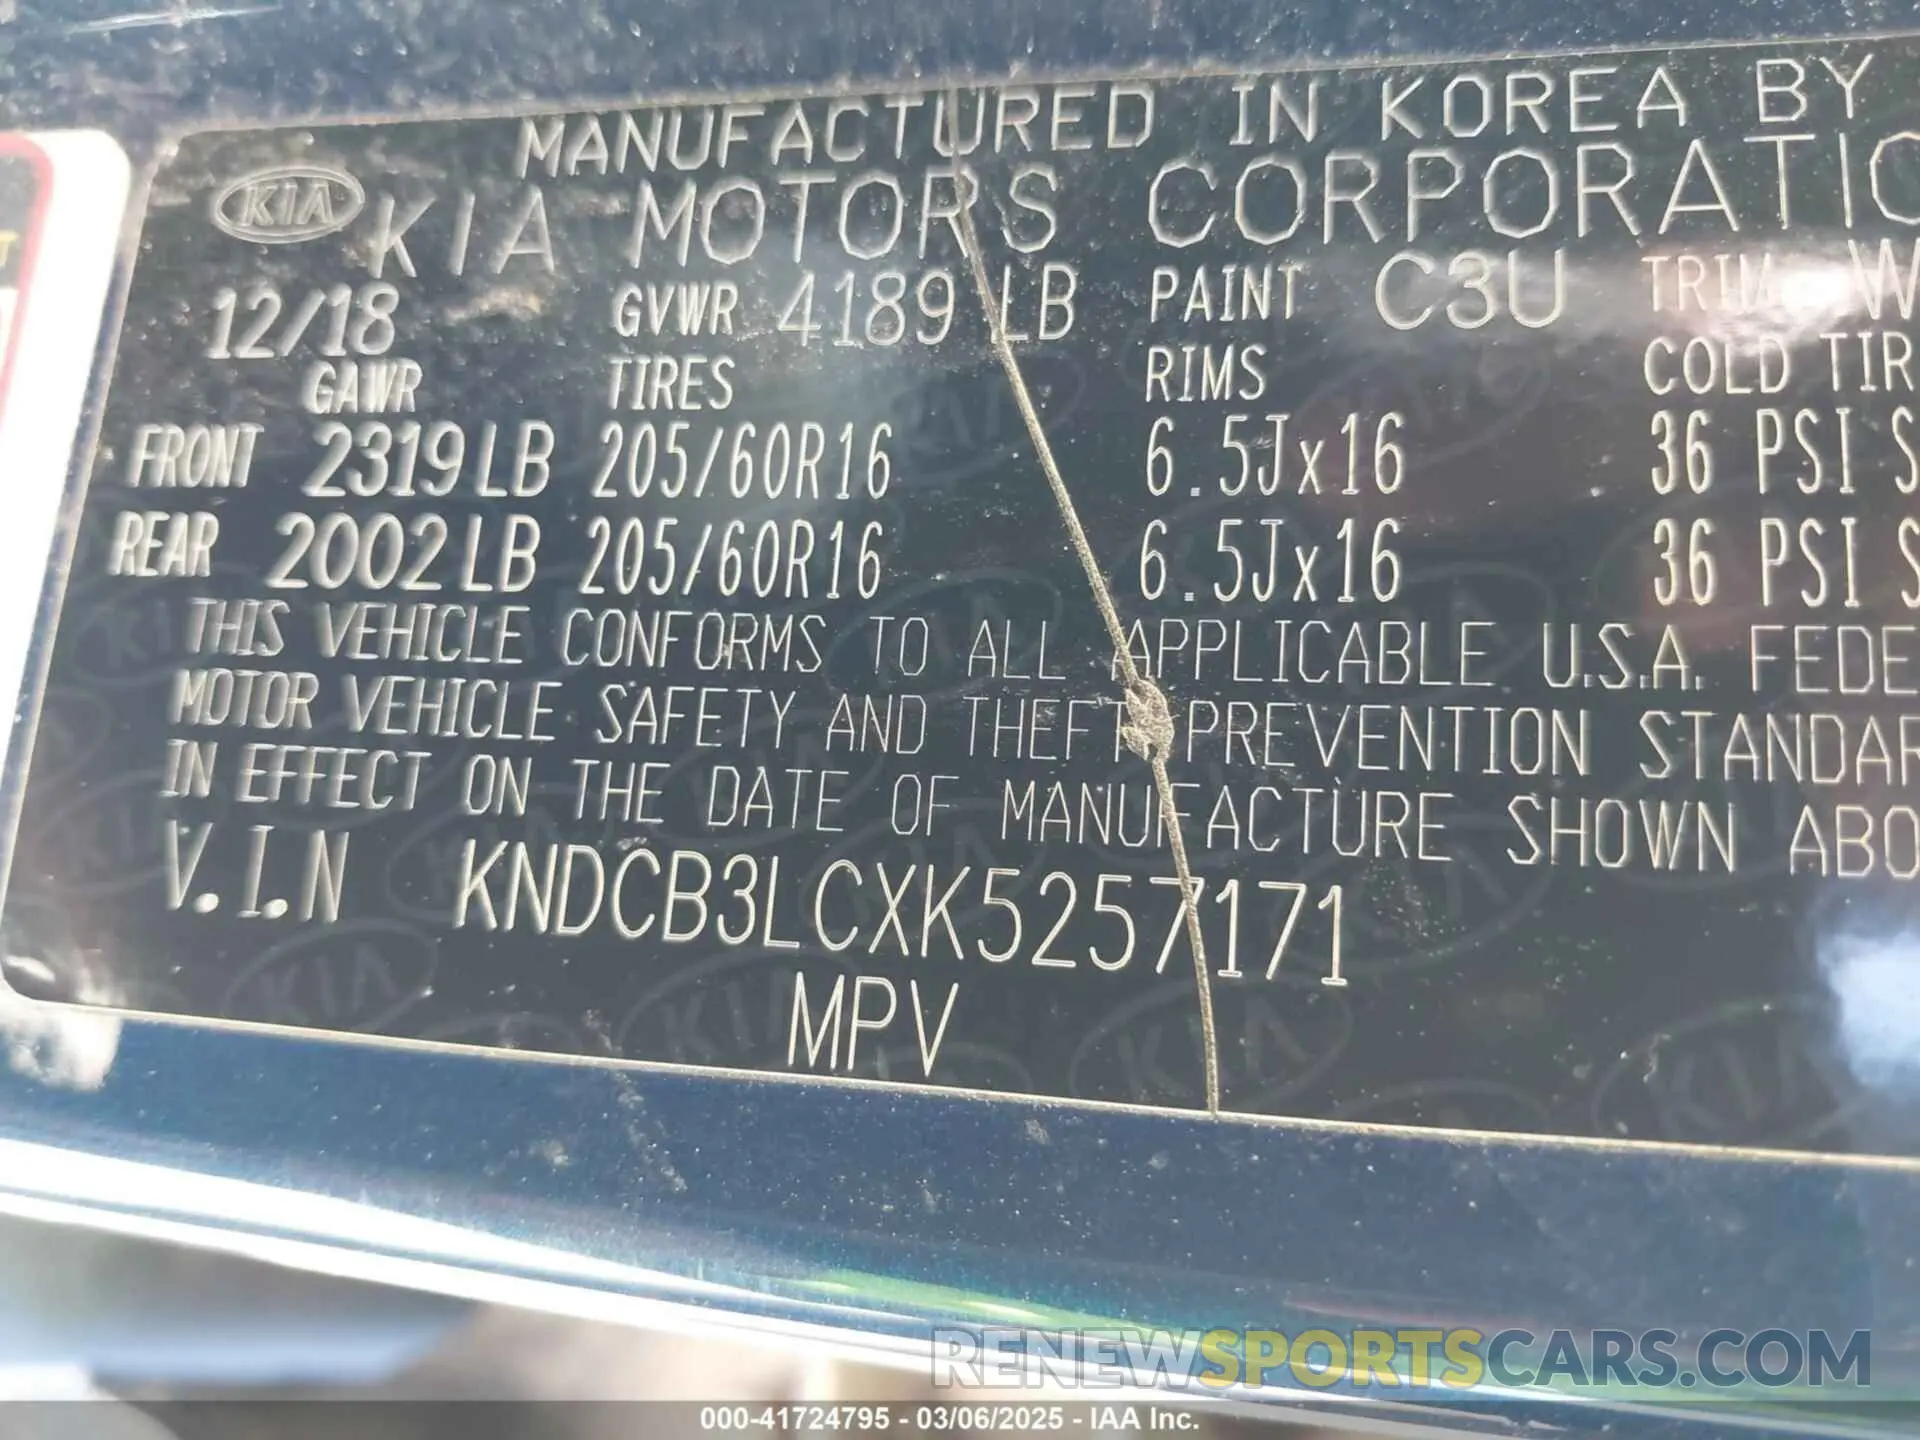 MANUFACTURED IN KOREA BY
KIA KIA MOTORS CORPORATIO
12/18 GVWR 4189 LB PAINT C3U TRIM W
GAWR TIRES RIMS COLD TIR
FRONT 2319 LB 205/60R16 6.5Jx16 36 PSI S
REAR 2002 LB 205/60R16 6.5Jx16 36 PSI S
THIS VEHICLE CONFORMS TO ALL APPLICABLE U.S.A. FEDE
MOTOR VEHICLE SAFETY AND THEFT PREVENTION STANDAR
IN EFFECT ON THE DATE OF MANUFACTURE SHOWN ABO
V.I.N KNDCB3LCXK5257171
MPV
RENEWSPORTSCARS.COM
000-41724795 - 03/06/2025 - IAA Inc.